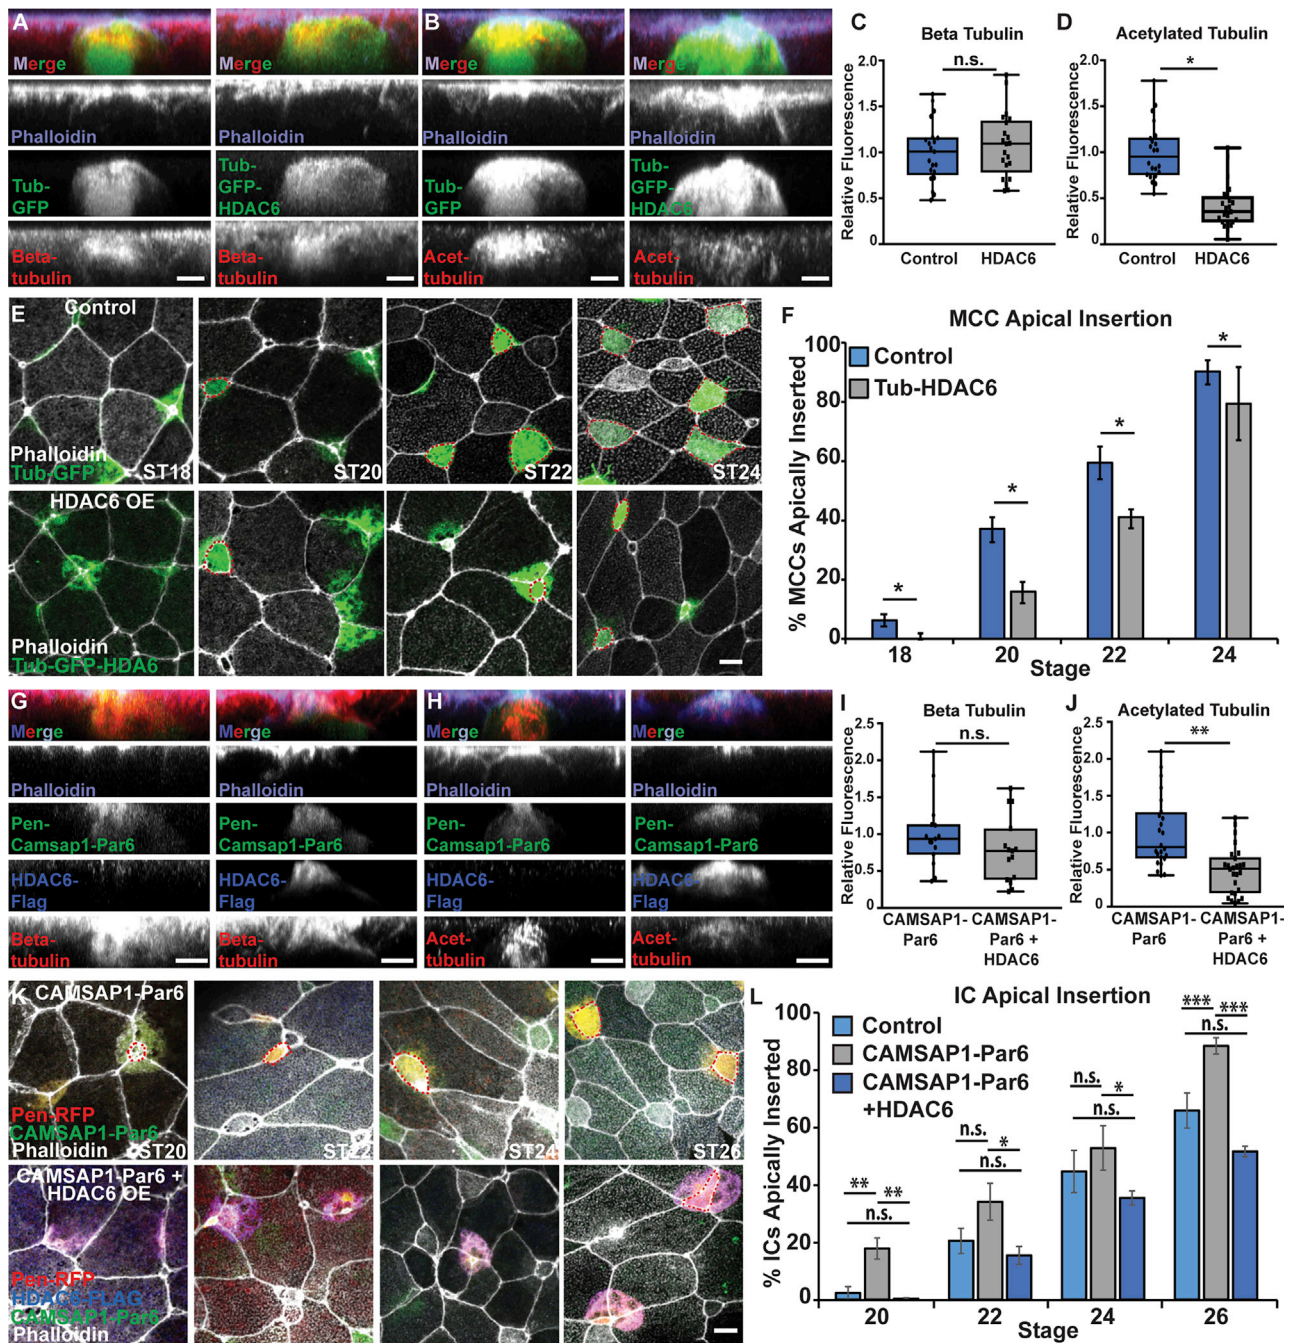 A
B
Merge
Merge
Merge
Merge
Phalloidin
Phalloidin
Phalloidin
Phalloidin
Tub-
GFP
Tub-
GFP-
HDAC6
Tub-
GFP
Tub-
GFP-
HDAC6
Beta-
tubulin
Beta-
tubulin
Acet-
tubulin
Acet-
tubulin
C
Beta Tubulin
n.s.
Relative Fluorescence
2.0
1.5
1.0
0.5
0
Control
HDAC6
D
Acetylated Tubulin
*
Relative Fluorescence
2.0
1.5
1.0
0.5
0
Control
HDAC6
E
Control
Phalloidin
Tub-GFP
ST18
ST20
ST22
ST24
HDAC6 OE
Phalloidin
Tub-GFP-HDA6
F
MCC Apical Insertion
Control
Tub-HDAC6
% MCCs Apically Inserted
100
80
60
40
20
0
*
*
*
*
18
20
22
24
Stage
G
H
Merge
Merge
Merge
Merge
Phalloidin
Phalloidin
Phalloidin
Phalloidin
Pen-
Camsap1-Par6
Pen-
Camsap1-Par6
Pen-
Camsap1-Par6
Pen-
Camsap1-Par6
HDAC6-
Flag
HDAC6-
Flag
HDAC6-
Flag
HDAC6-
Flag
Beta-
tubulin
Beta-
tubulin
Acet-
tubulin
Acet-
tubulin
I
Beta Tubulin
n.s.
Relative Fluorescence
2.5
2.0
1.5
1.0
0.5
0
CAMSAP1-
Par6
CAMSAP1-
Par6 +
HDAC6
J
Acetylated Tubulin
**
Relative Fluorescence
2.5
2.0
1.5
1.0
0.5
0
CAMSAP1-
Par6
CAMSAP1-
Par6 +
HDAC6
K
CAMSAP1-Par6
Pen-RFP
CAMSAP1-Par6
Phalloidin
ST20
ST22
ST24
ST26
CAMSAP1-Par6 +
HDAC6 OE
Pen-RFP
HDAC6-FLAG
CAMSAP1-Par6
Phalloidin
L
IC Apical Insertion
Control
CAMSAP1-Par6
CAMSAP1-Par6
+HDAC6
% ICs Apically Inserted
100
80
60
40
20
0
** **
n.s.
n.s. *
n.s.
n.s. *
n.s.
*** ***
n.s.
20
22
24
26
Stage